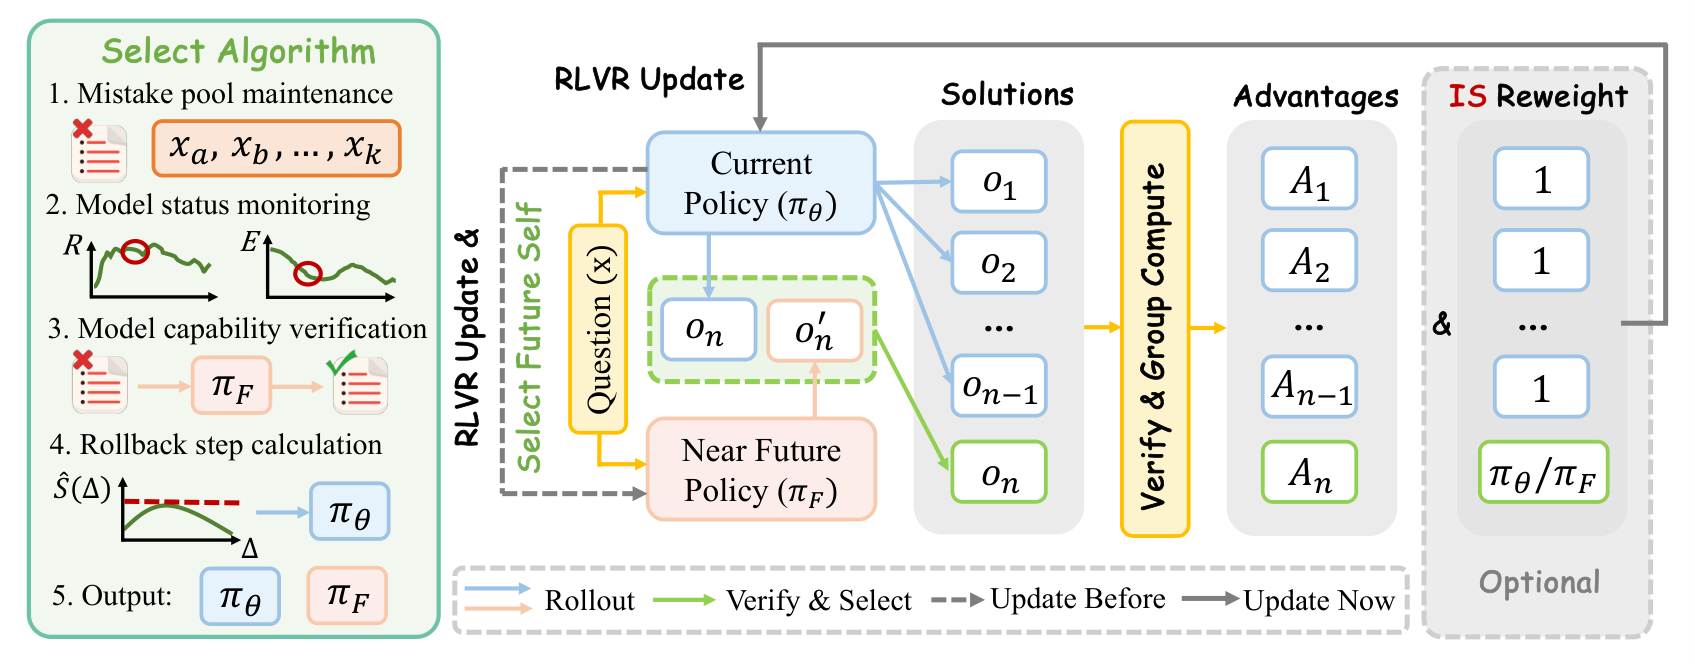 Select Algorithm
1. Mistake pool maintenance
x_a, x_b, ..., x_k
2. Model status monitoring
R
E
3. Model capability verification
π_F
4. Rollback step calculation
Ŝ(Δ)
Δ
π_θ
5. Output:
π_θ
π_F
RLVR Update
RLVR Update &
Select Future Self
Question (x)
Current
Policy (π_θ)
o_n
o′_n
Near Future
Policy (π_F)
Solutions
o_1
o_2
...
o_{n−1}
o_n
Verify & Group Compute
Advantages
A_1
A_2
...
A_{n−1}
A_n
&
IS Reweight
1
1
...
1
π_θ/π_F
Optional
Rollout
Verify & Select
Update Before
Update Now